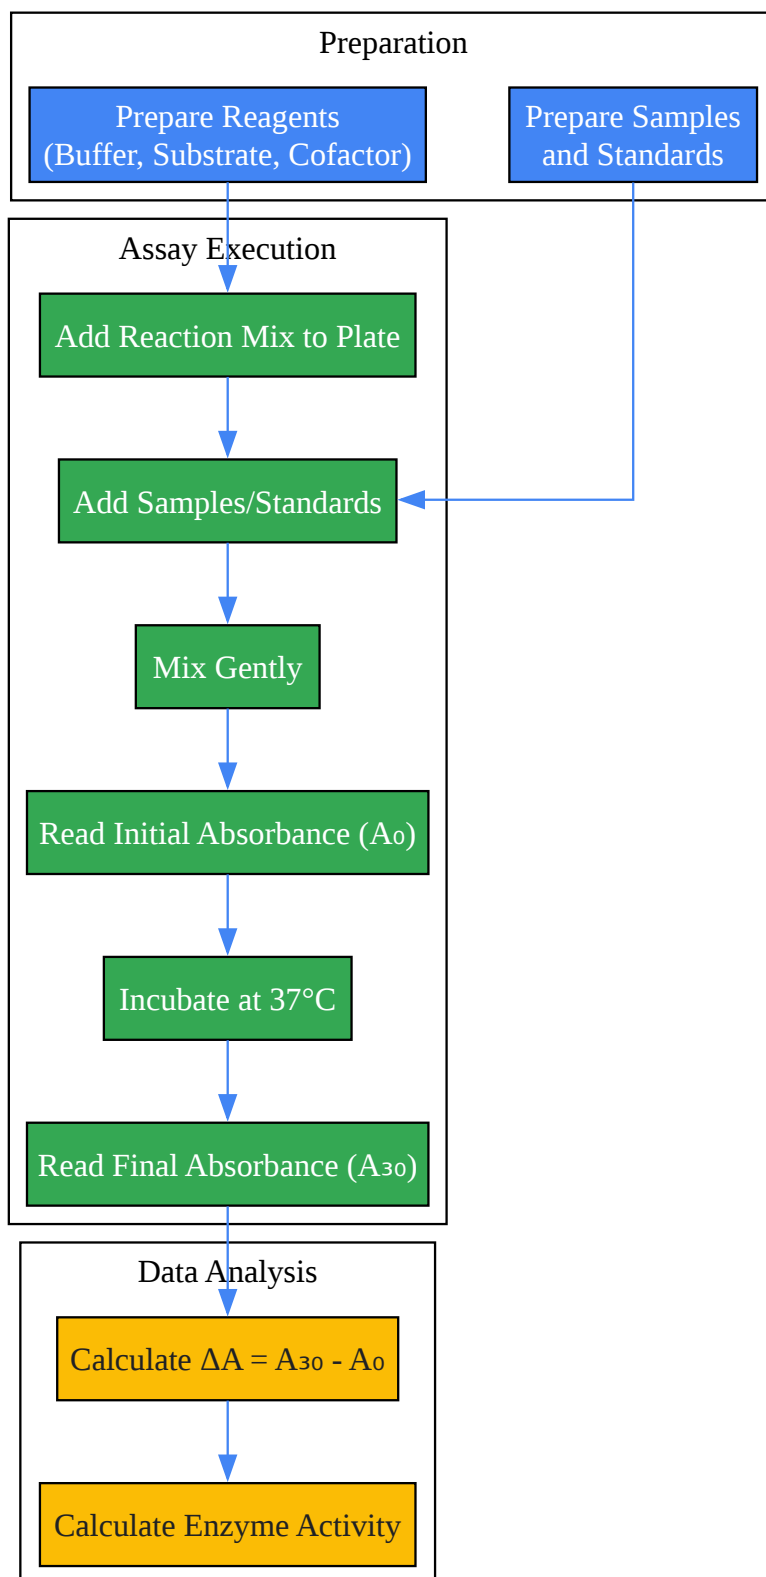 Preparation
Prepare Reagents
(Buffer, Substrate, Cofactor)
Prepare Samples
and Standards
Assay Execution
Add Reaction Mix to Plate
Add Samples/Standards
Mix Gently
Read Initial Absorbance (A₀)
Incubate at 37°C
Read Final Absorbance (A₃₀)
Data Analysis
Calculate ΔA = A₃₀ - A₀
Calculate Enzyme Activity